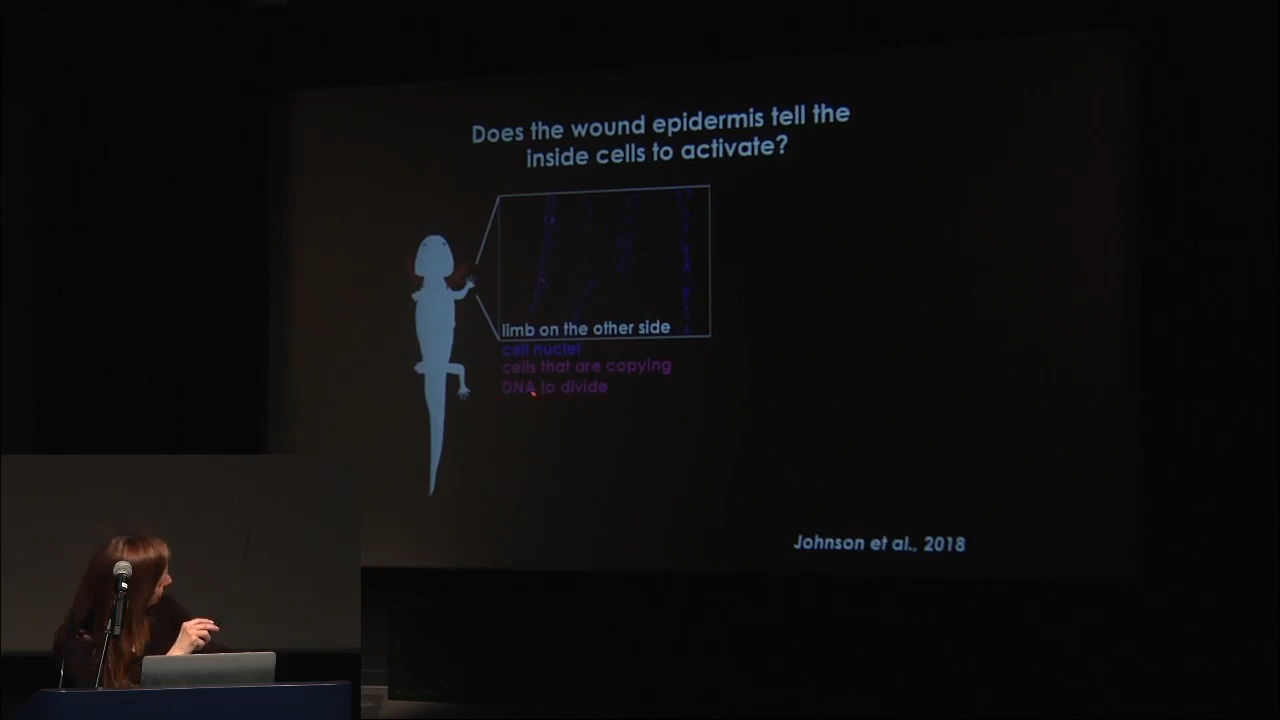 Does the wound epidermis tell the
inside cells to activate?
limb on the other side
cell nuclei
cells that are copying
DNA to divide
Johnson et al., 2018